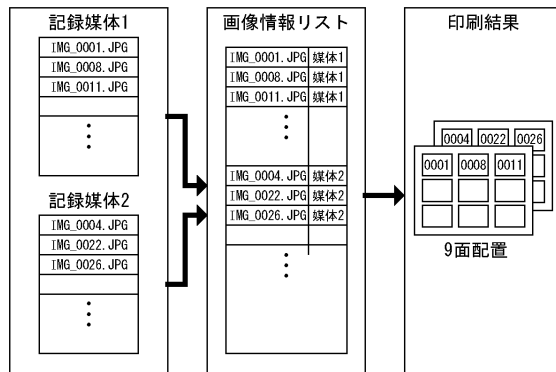 記録媒体1
IMG_0001.JPG
IMG_0008.JPG
IMG_0011.JPG
記録媒体2
IMG_0004.JPG
IMG_0022.JPG
IMG_0026.JPG
画像情報リスト
IMG_0001.JPG 媒体1
IMG_0008.JPG 媒体1
IMG_0011.JPG 媒体1
IMG_0004.JPG 媒体2
IMG_0022.JPG 媒体2
IMG_0026.JPG 媒体2
印刷結果
0004 0022 0026
0001 0008 0011
9面配置